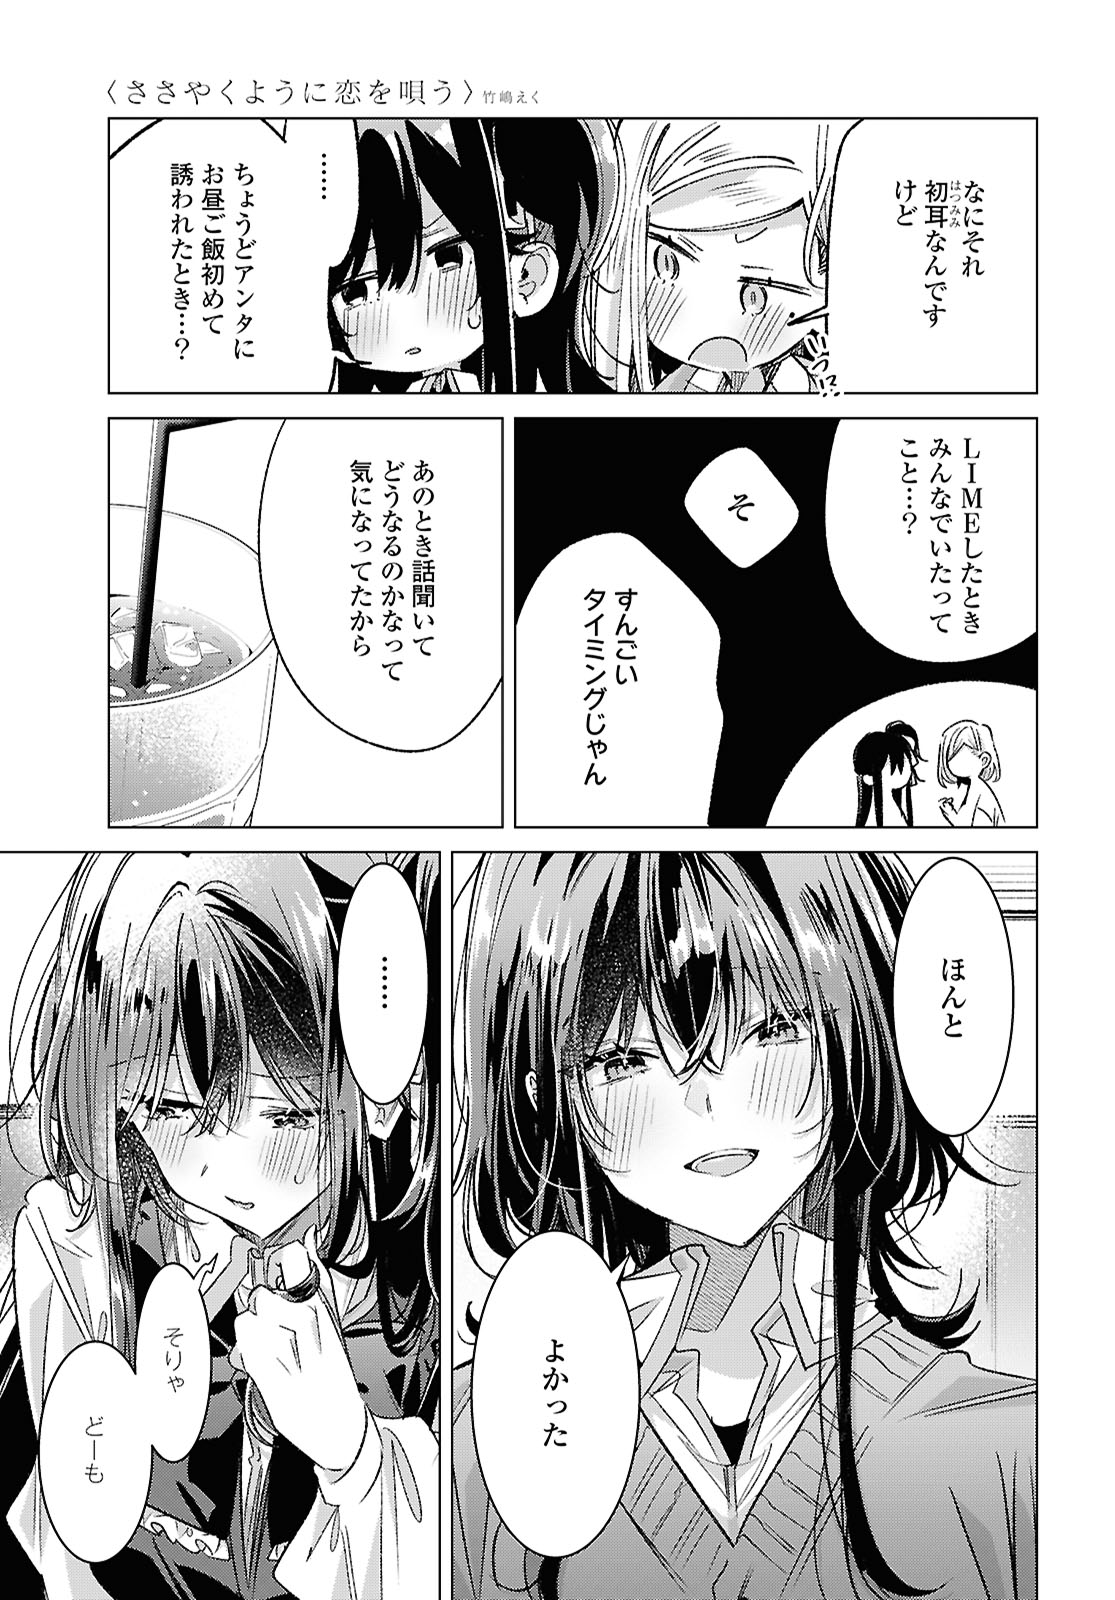 〈ささやくように恋を唄う〉竹嶋えく
なにそれ
初耳なんです
はつみみ
けど
う゛っ!?
……
ちょうどアンタに
お昼ご飯初めて
誘われたとき…?
LIMEしたとき
みんなでいたって
こと…?
そ
すんごい
タイミングじゃん
あのとき話聞いて
どうなるのかなって
気になってたから
ほんと
よかった
……
そりゃ
どーも